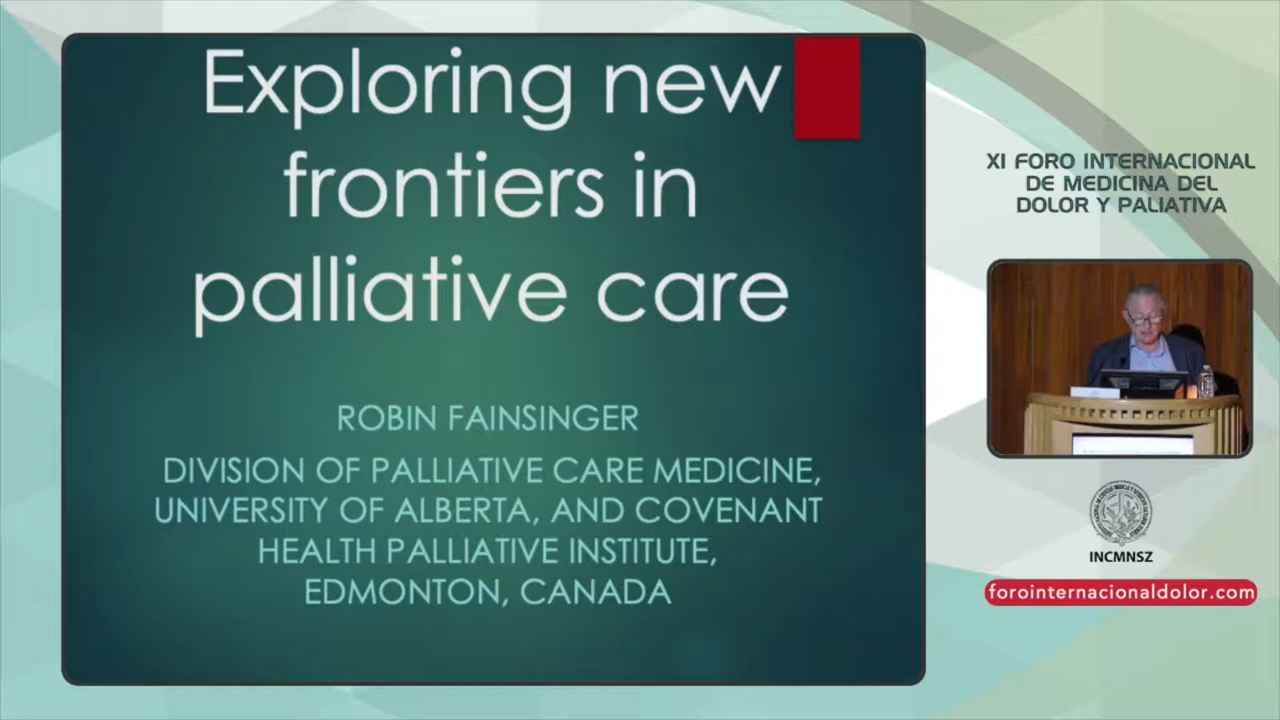 Exploring new
frontiers in
palliative care
ROBIN FAINSINGER
DIVISION OF PALLIATIVE CARE MEDICINE,
UNIVERSITY OF ALBERTA, AND COVENANT
HEALTH PALLIATIVE INSTITUTE,
EDMONTON, CANADA
XI FORO INTERNACIONAL
DE MEDICINA DEL
DOLOR Y PALIATIVA
INCMNSZ
forointernacionaldolor.com